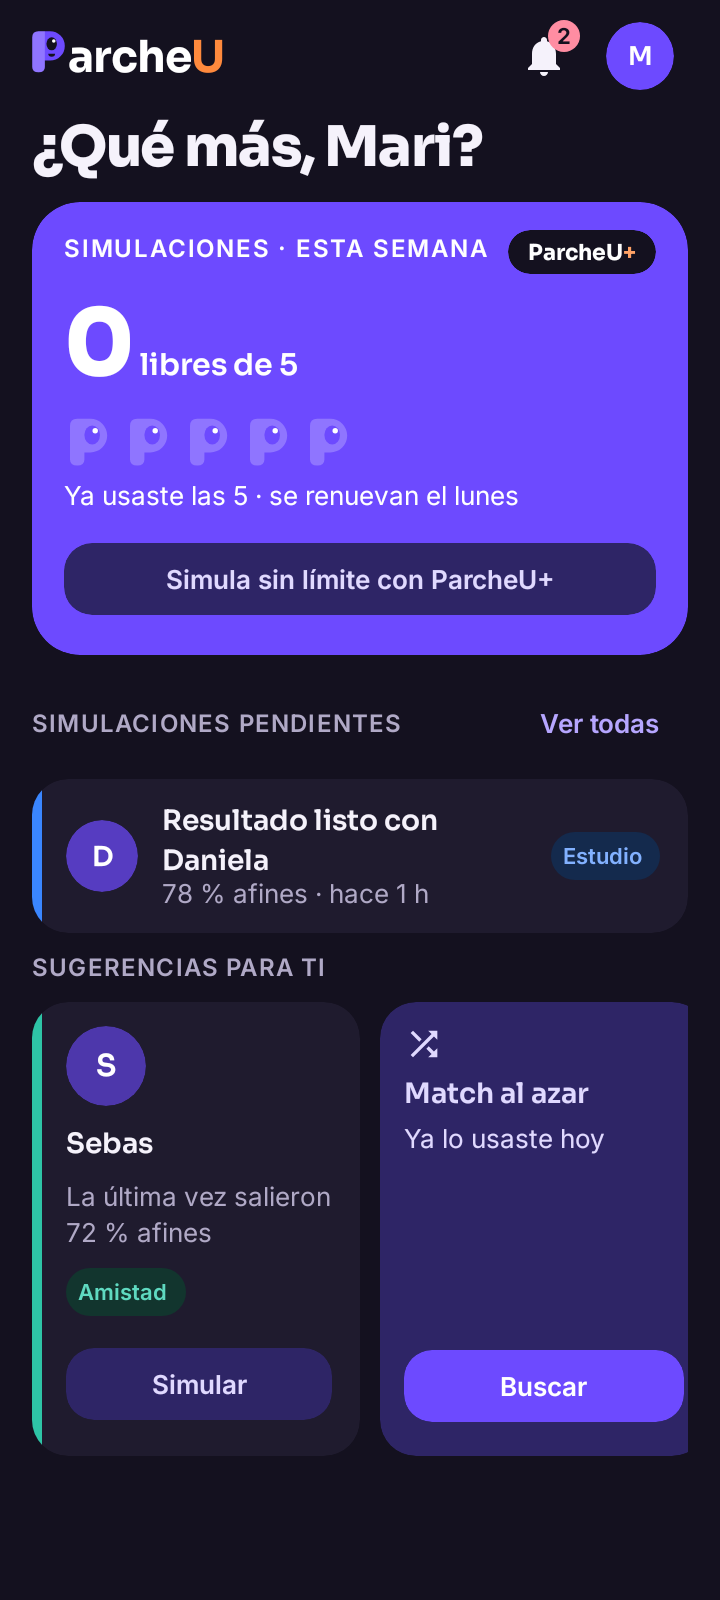 ParcheU
2
M
¿Qué más, Mari?
SIMULACIONES · ESTA SEMANA
ParcheU+
0 libres de 5
Ya usaste las 5 · se renuevan el lunes
Simula sin límite con ParcheU+
SIMULACIONES PENDIENTES
Ver todas
D
Resultado listo con
Daniela
78 % afines · hace 1 h
Estudio
SUGERENCIAS PARA TI
S
Sebas
La última vez salieron
72 % afines
Amistad
Simular
Match al azar
Ya lo usaste hoy
Buscar